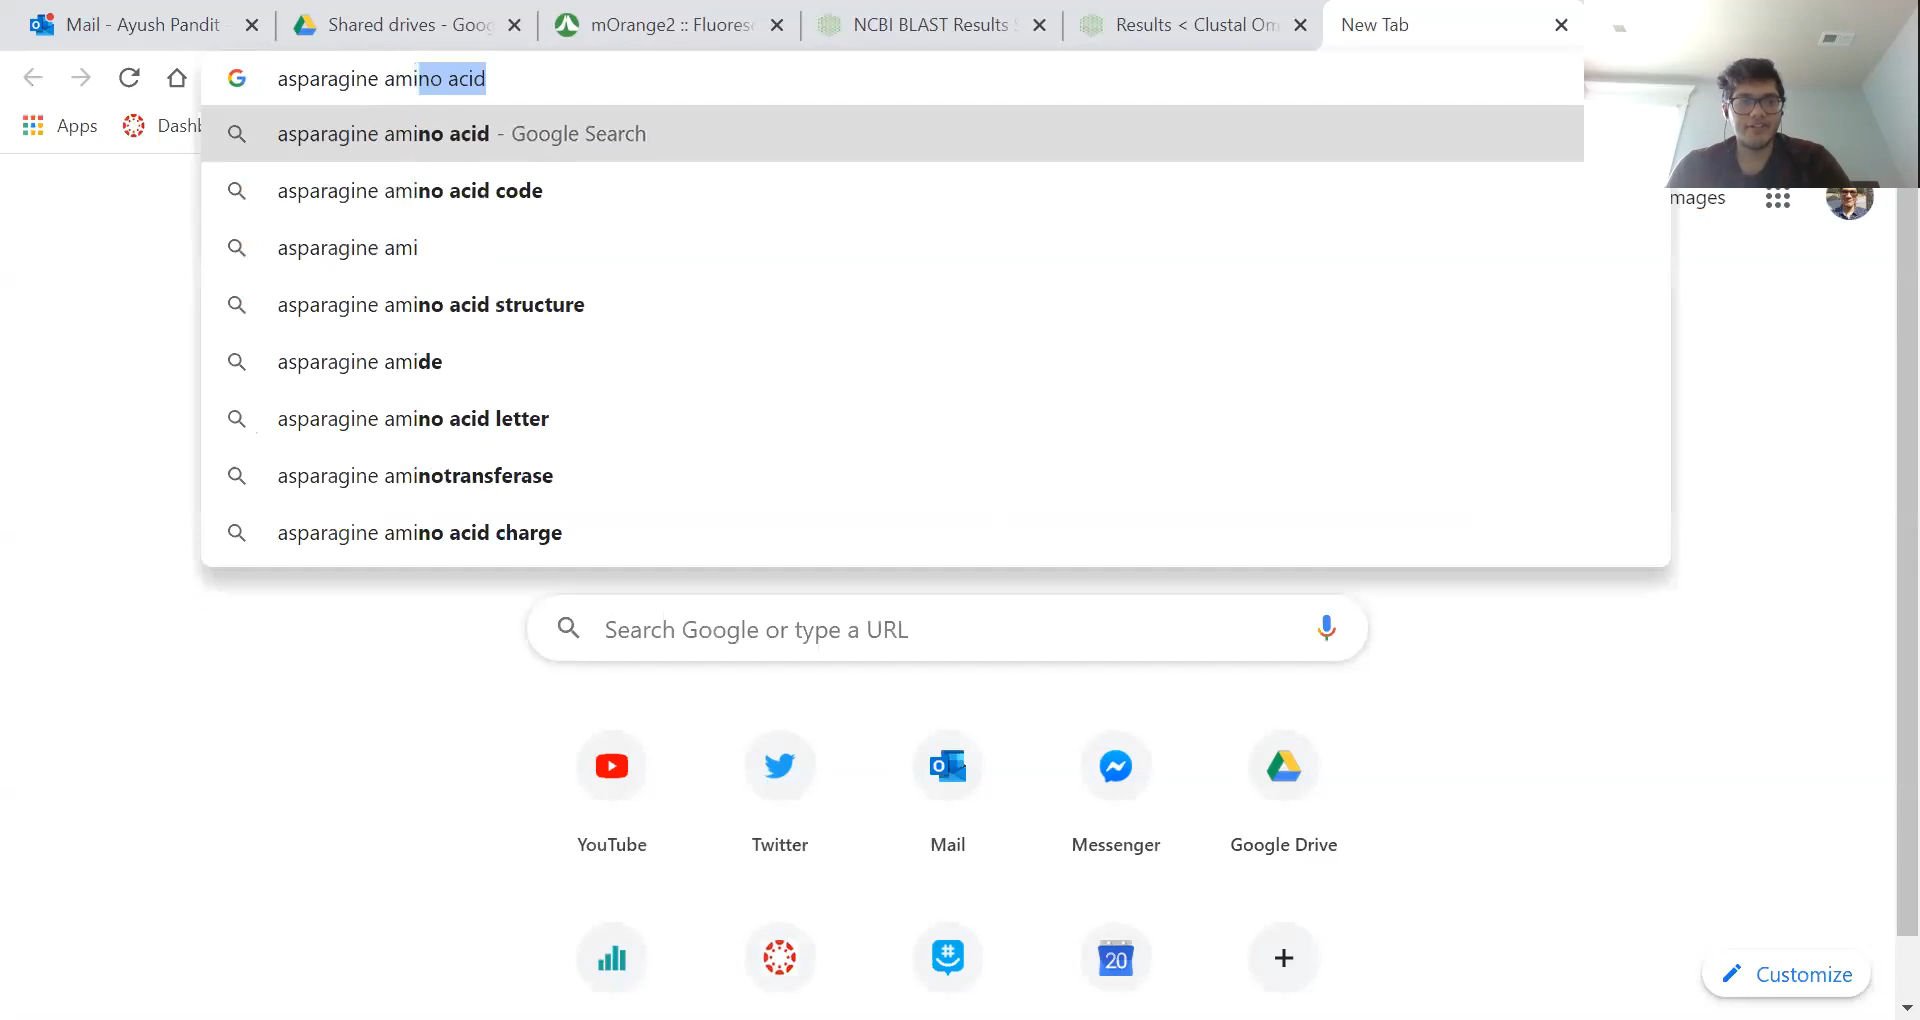 Mail - Ayush Pandit
Shared drives - Goog
mOrange2 :: Fluoresc
NCBI BLAST Results
Results < Clustal Om
New Tab
asparagine amino acid
Apps
Dashb
asparagine amino acid - Google Search
asparagine amino acid code
asparagine ami
asparagine amino acid structure
asparagine amide
asparagine amino acid letter
asparagine aminotransferase
asparagine amino acid charge
mages
Search Google or type a URL
YouTube
Twitter
Mail
Messenger
Google Drive
20
Customize